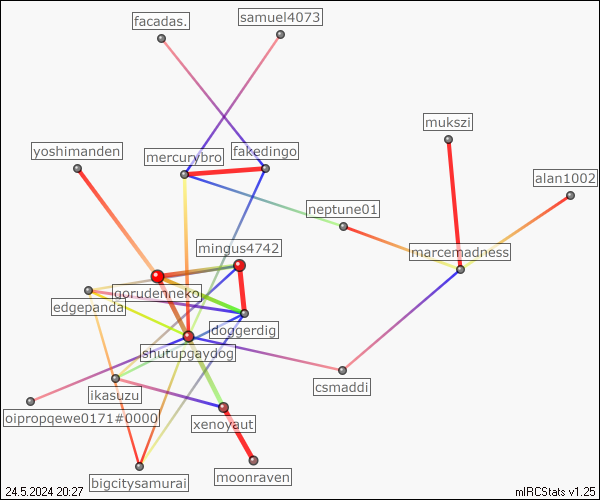 facadas.
samuel4073
mukszi
yoshimanden
mercurybro
fakedingo
alan1002
neptune01
mingus4742
marcemadness
gorudenneko
edgepanda
doggerdig
shutupgaydog
csmaddi
ikasuzu
oipropqewe0171#0000
xenoyaut
moonraven
bigcitysamurai
24.5.2024 20:27
mIRCStats v1.25